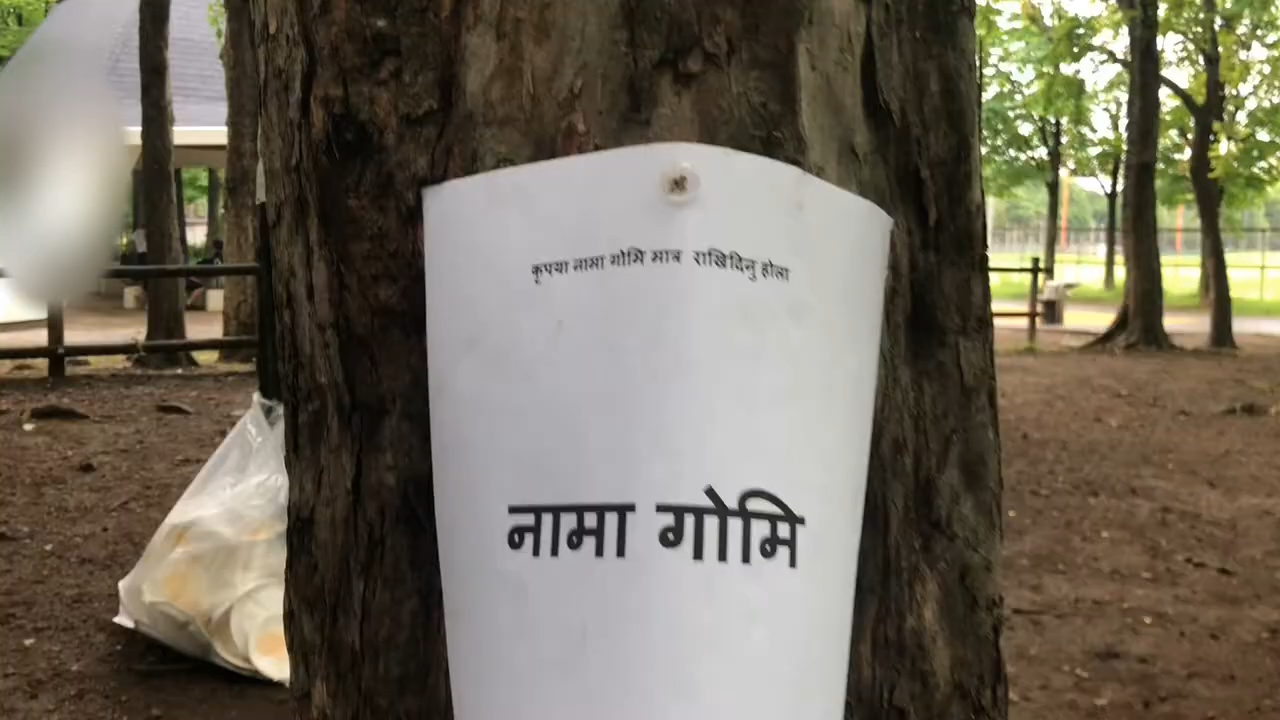 कृपया नामा गोमि मात्र राखिदिनु होला
नामा गोमि